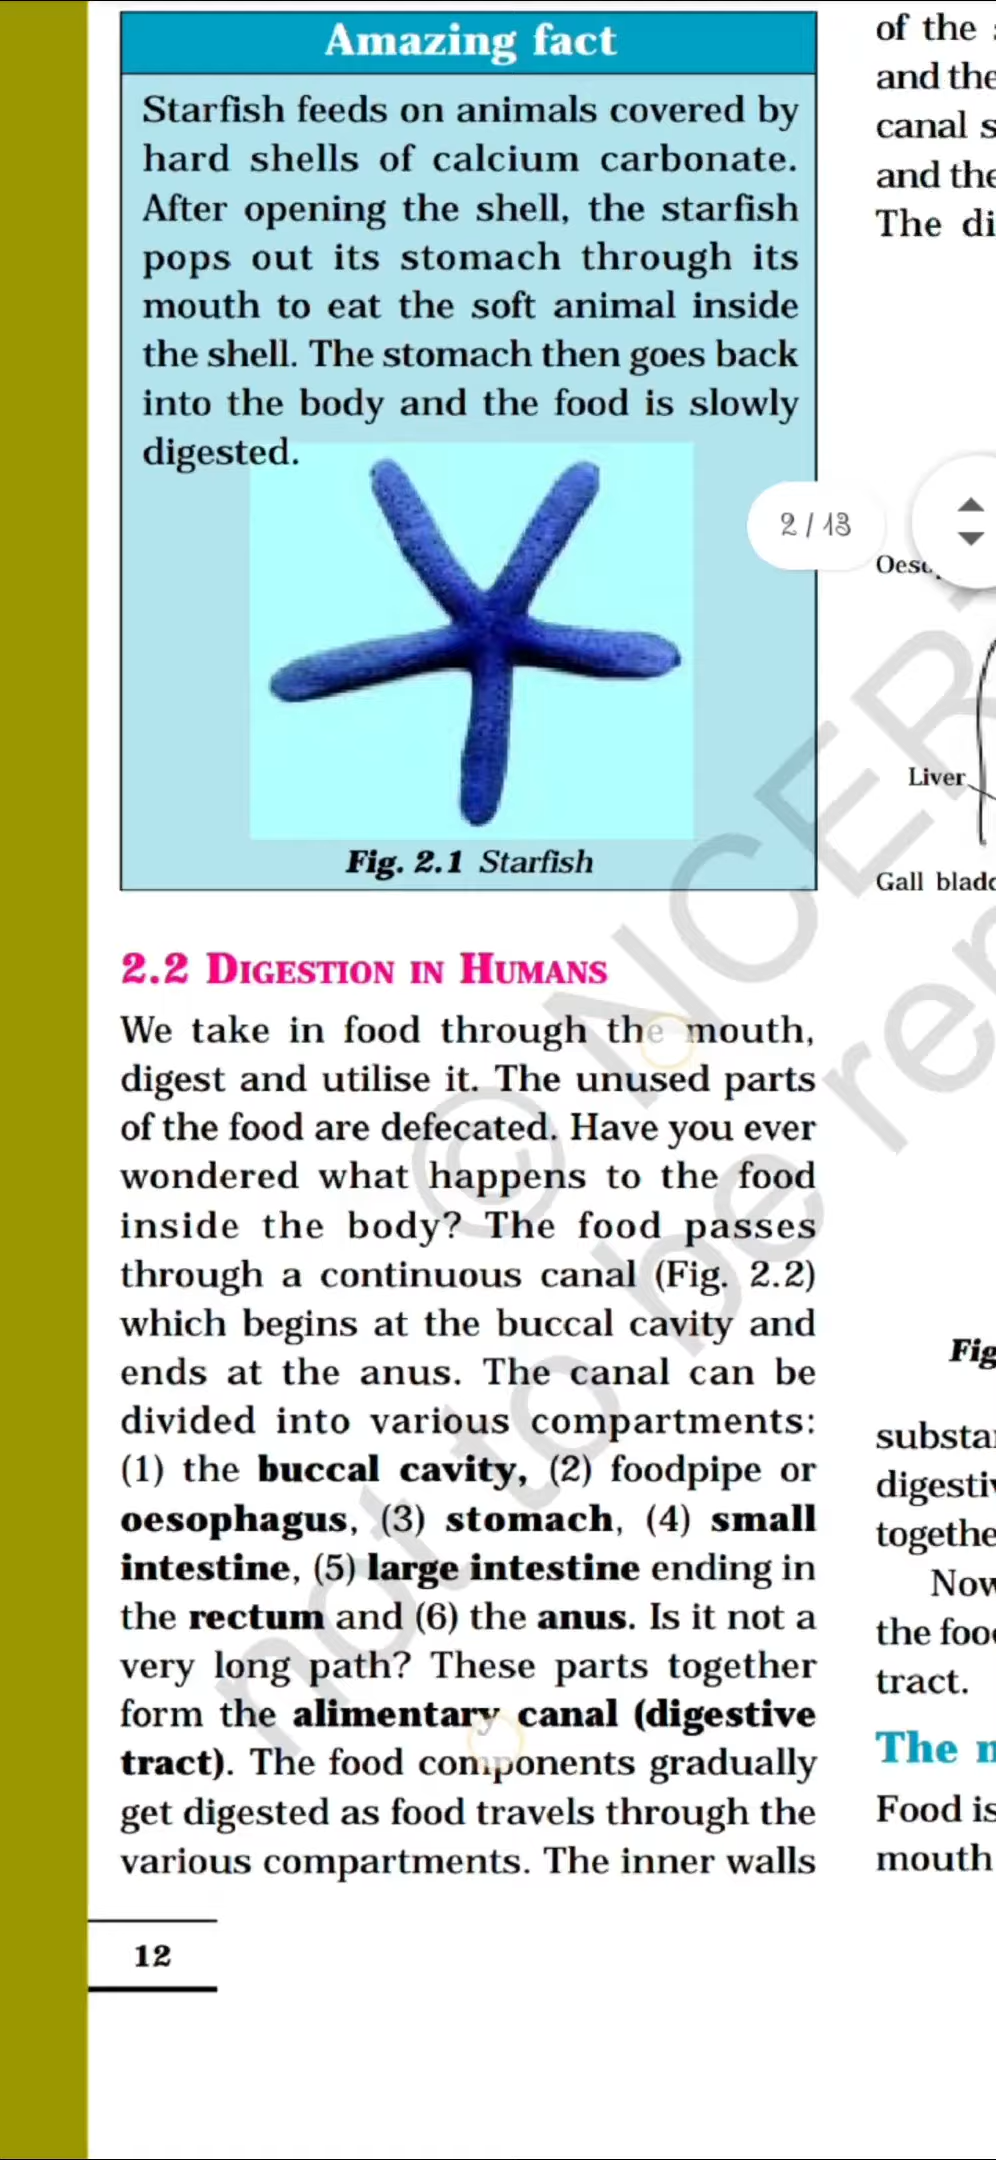 Amazing fact
Starfish feeds on animals covered by
hard shells of calcium carbonate.
After opening the shell, the starfish
pops out its stomach through its
mouth to eat the soft animal inside
the shell. The stomach then goes back
into the body and the food is slowly
digested.
Fig. 2.1 Starfish
2.2 DIGESTION IN HUMANS
We take in food through the mouth,
digest and utilise it. The unused parts
of the food are defecated. Have you ever
wondered what happens to the food
inside the body? The food passes
through a continuous canal (Fig. 2.2)
which begins at the buccal cavity and
ends at the anus. The canal can be
divided into various compartments:
(1) the buccal cavity, (2) foodpipe or
oesophagus, (3) stomach, (4) small
intestine, (5) large intestine ending in
the rectum and (6) the anus. Is it not a
very long path? These parts together
form the alimentary canal (digestive
tract). The food components gradually
get digested as food travels through the
various compartments. The inner walls
12
of the
and the
canal
and the
The
2 / 13
Liver
Gall
Fig
Now
tract.
The
Food is
mouth
© NCER
not to be